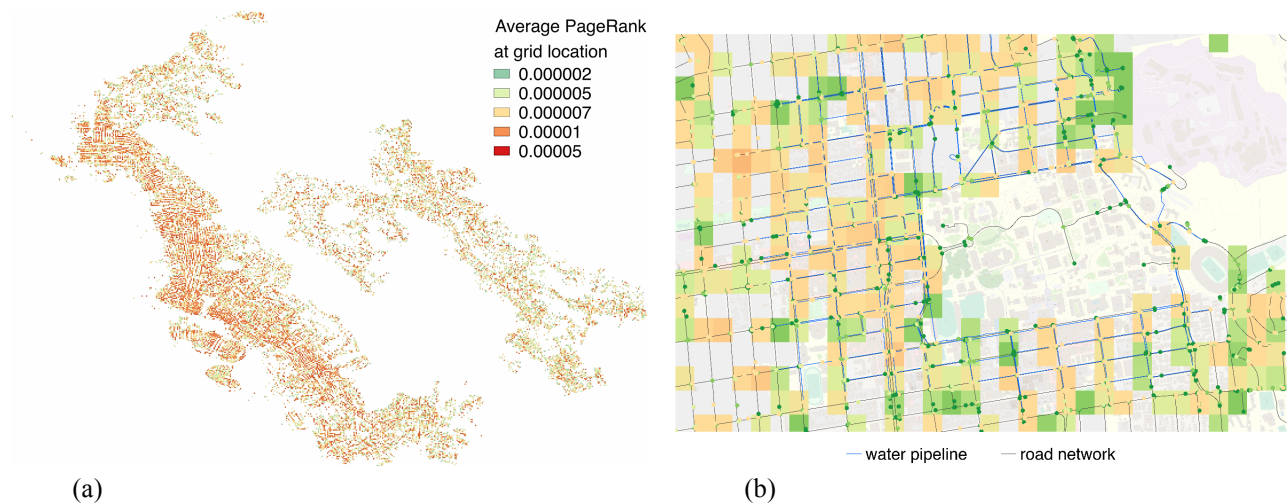 Average PageRank
at grid location
0.000002
0.000005
0.000007
0.00001
0.00005
water pipeline
road network
(a)
(b)